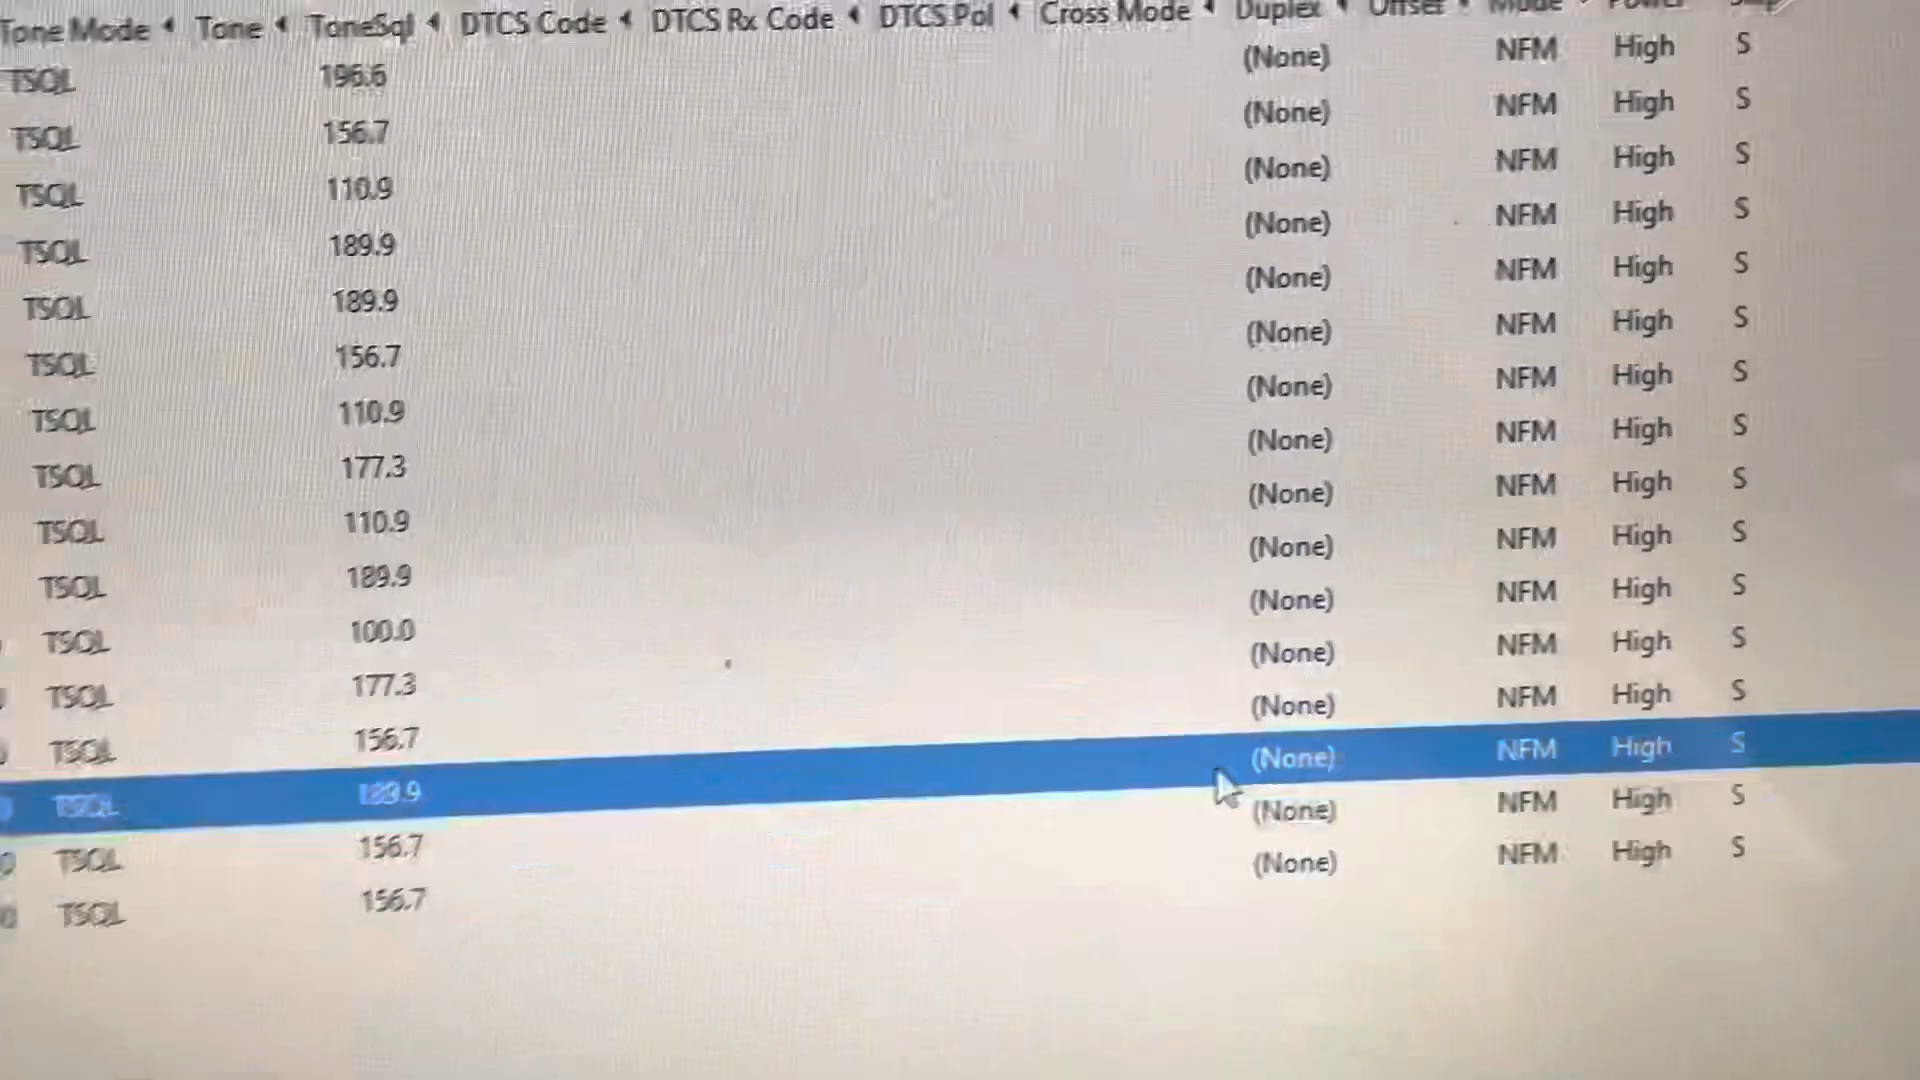 Tone Mode Tone ToneSql DTCS Code DTCS Rx Code DTCS Pol Cross Mode Duplex Offset Mode Power
TSQL 196.6 (None) NFM High S
TSQL 156.7 (None) NFM High S
TSQL 110.9 (None) NFM High S
TSQL 189.9 (None) NFM High S
TSQL 189.9 (None) NFM High S
TSQL 156.7 (None) NFM High S
TSQL 110.9 (None) NFM High S
TSQL 177.3 (None) NFM High S
TSQL 110.9 (None) NFM High S
TSQL 189.9 (None) NFM High S
TSQL 100.0 (None) NFM High S
TSQL 177.3 (None) NFM High S
TSQL 156.7 (None) NFM High S
TSQL 189.9 (None) NFM High S
TSQL 156.7 (None) NFM High S
TSQL 156.7 (None) NFM High S